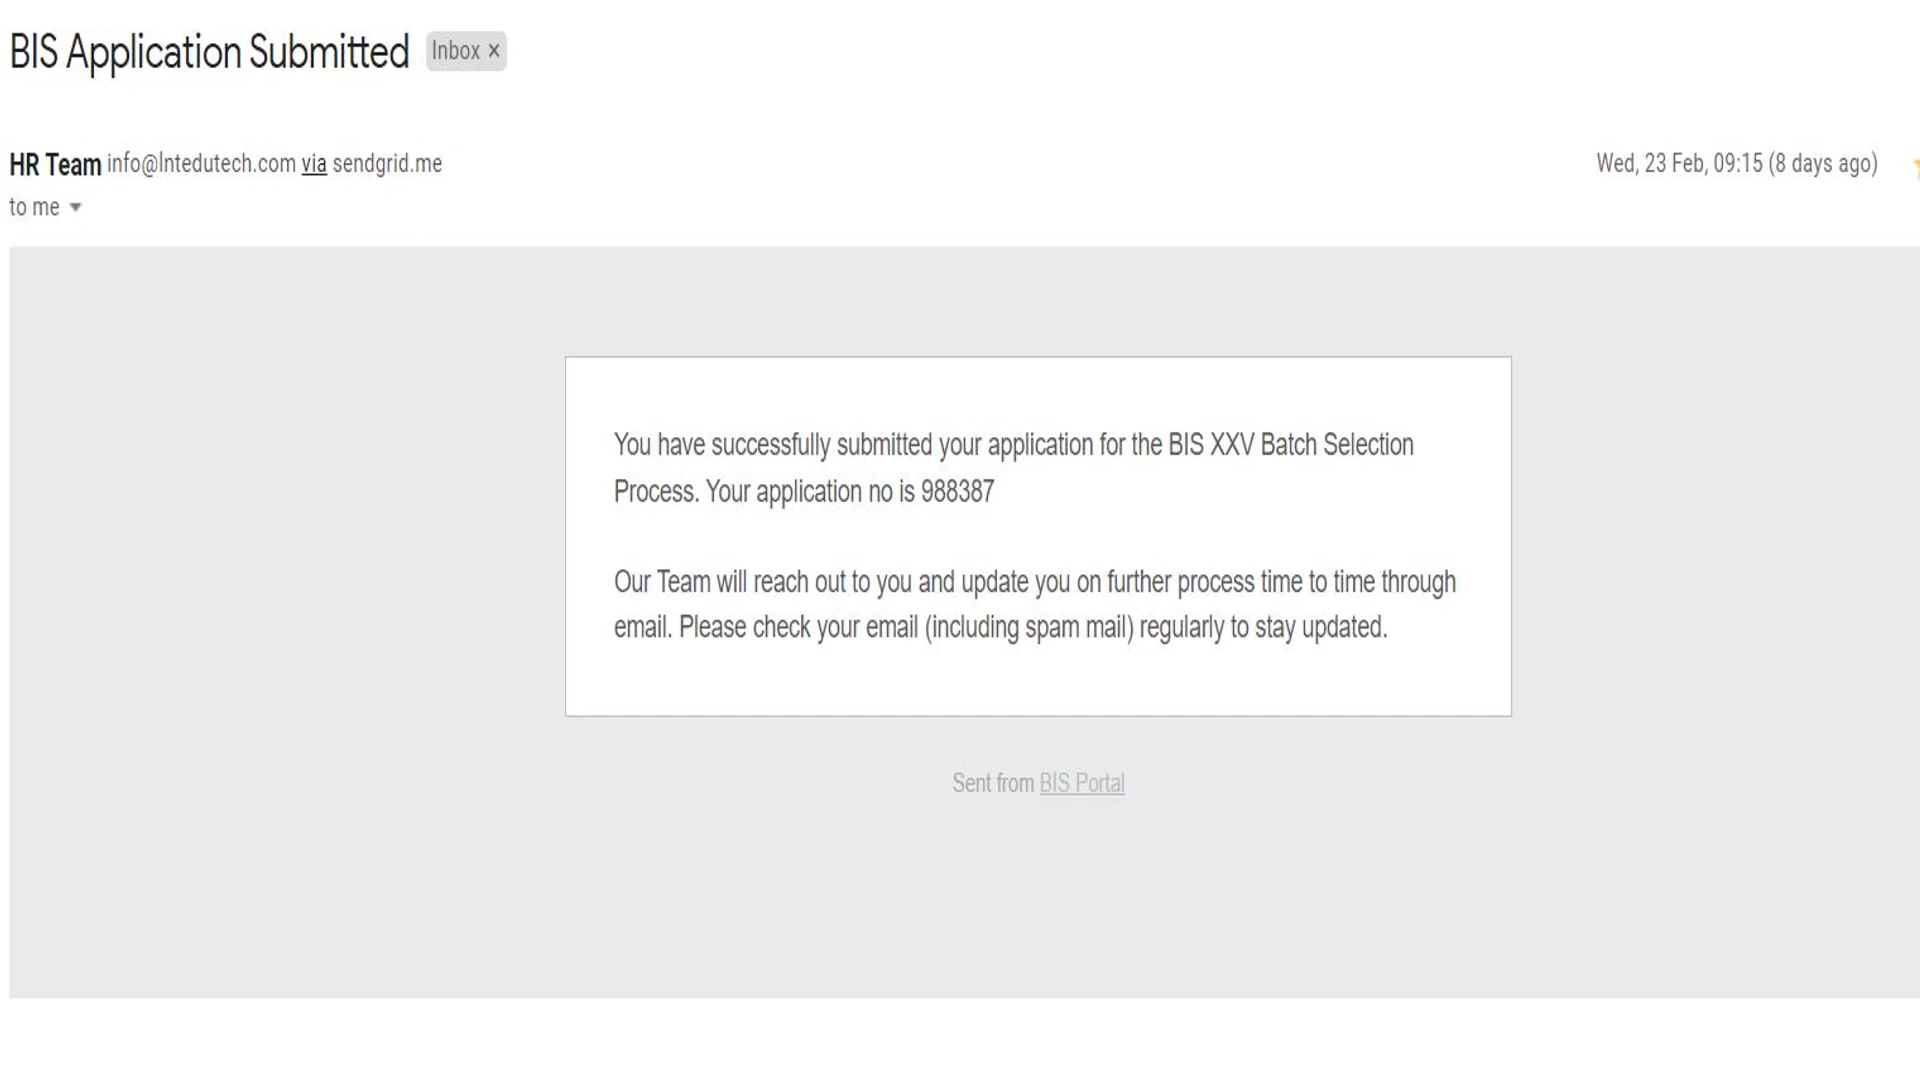 BIS Application Submitted Inbox ×
HR Team info@lntedutech.com via sendgrid.me Wed, 23 Feb, 09:15 (8 days ago)
to me
You have successfully submitted your application for the BIS XXV Batch Selection
Process. Your application no is 988387
Our Team will reach out to you and update you on further process time to time through
email. Please check your email (including spam mail) regularly to stay updated.
Sent from BIS Portal